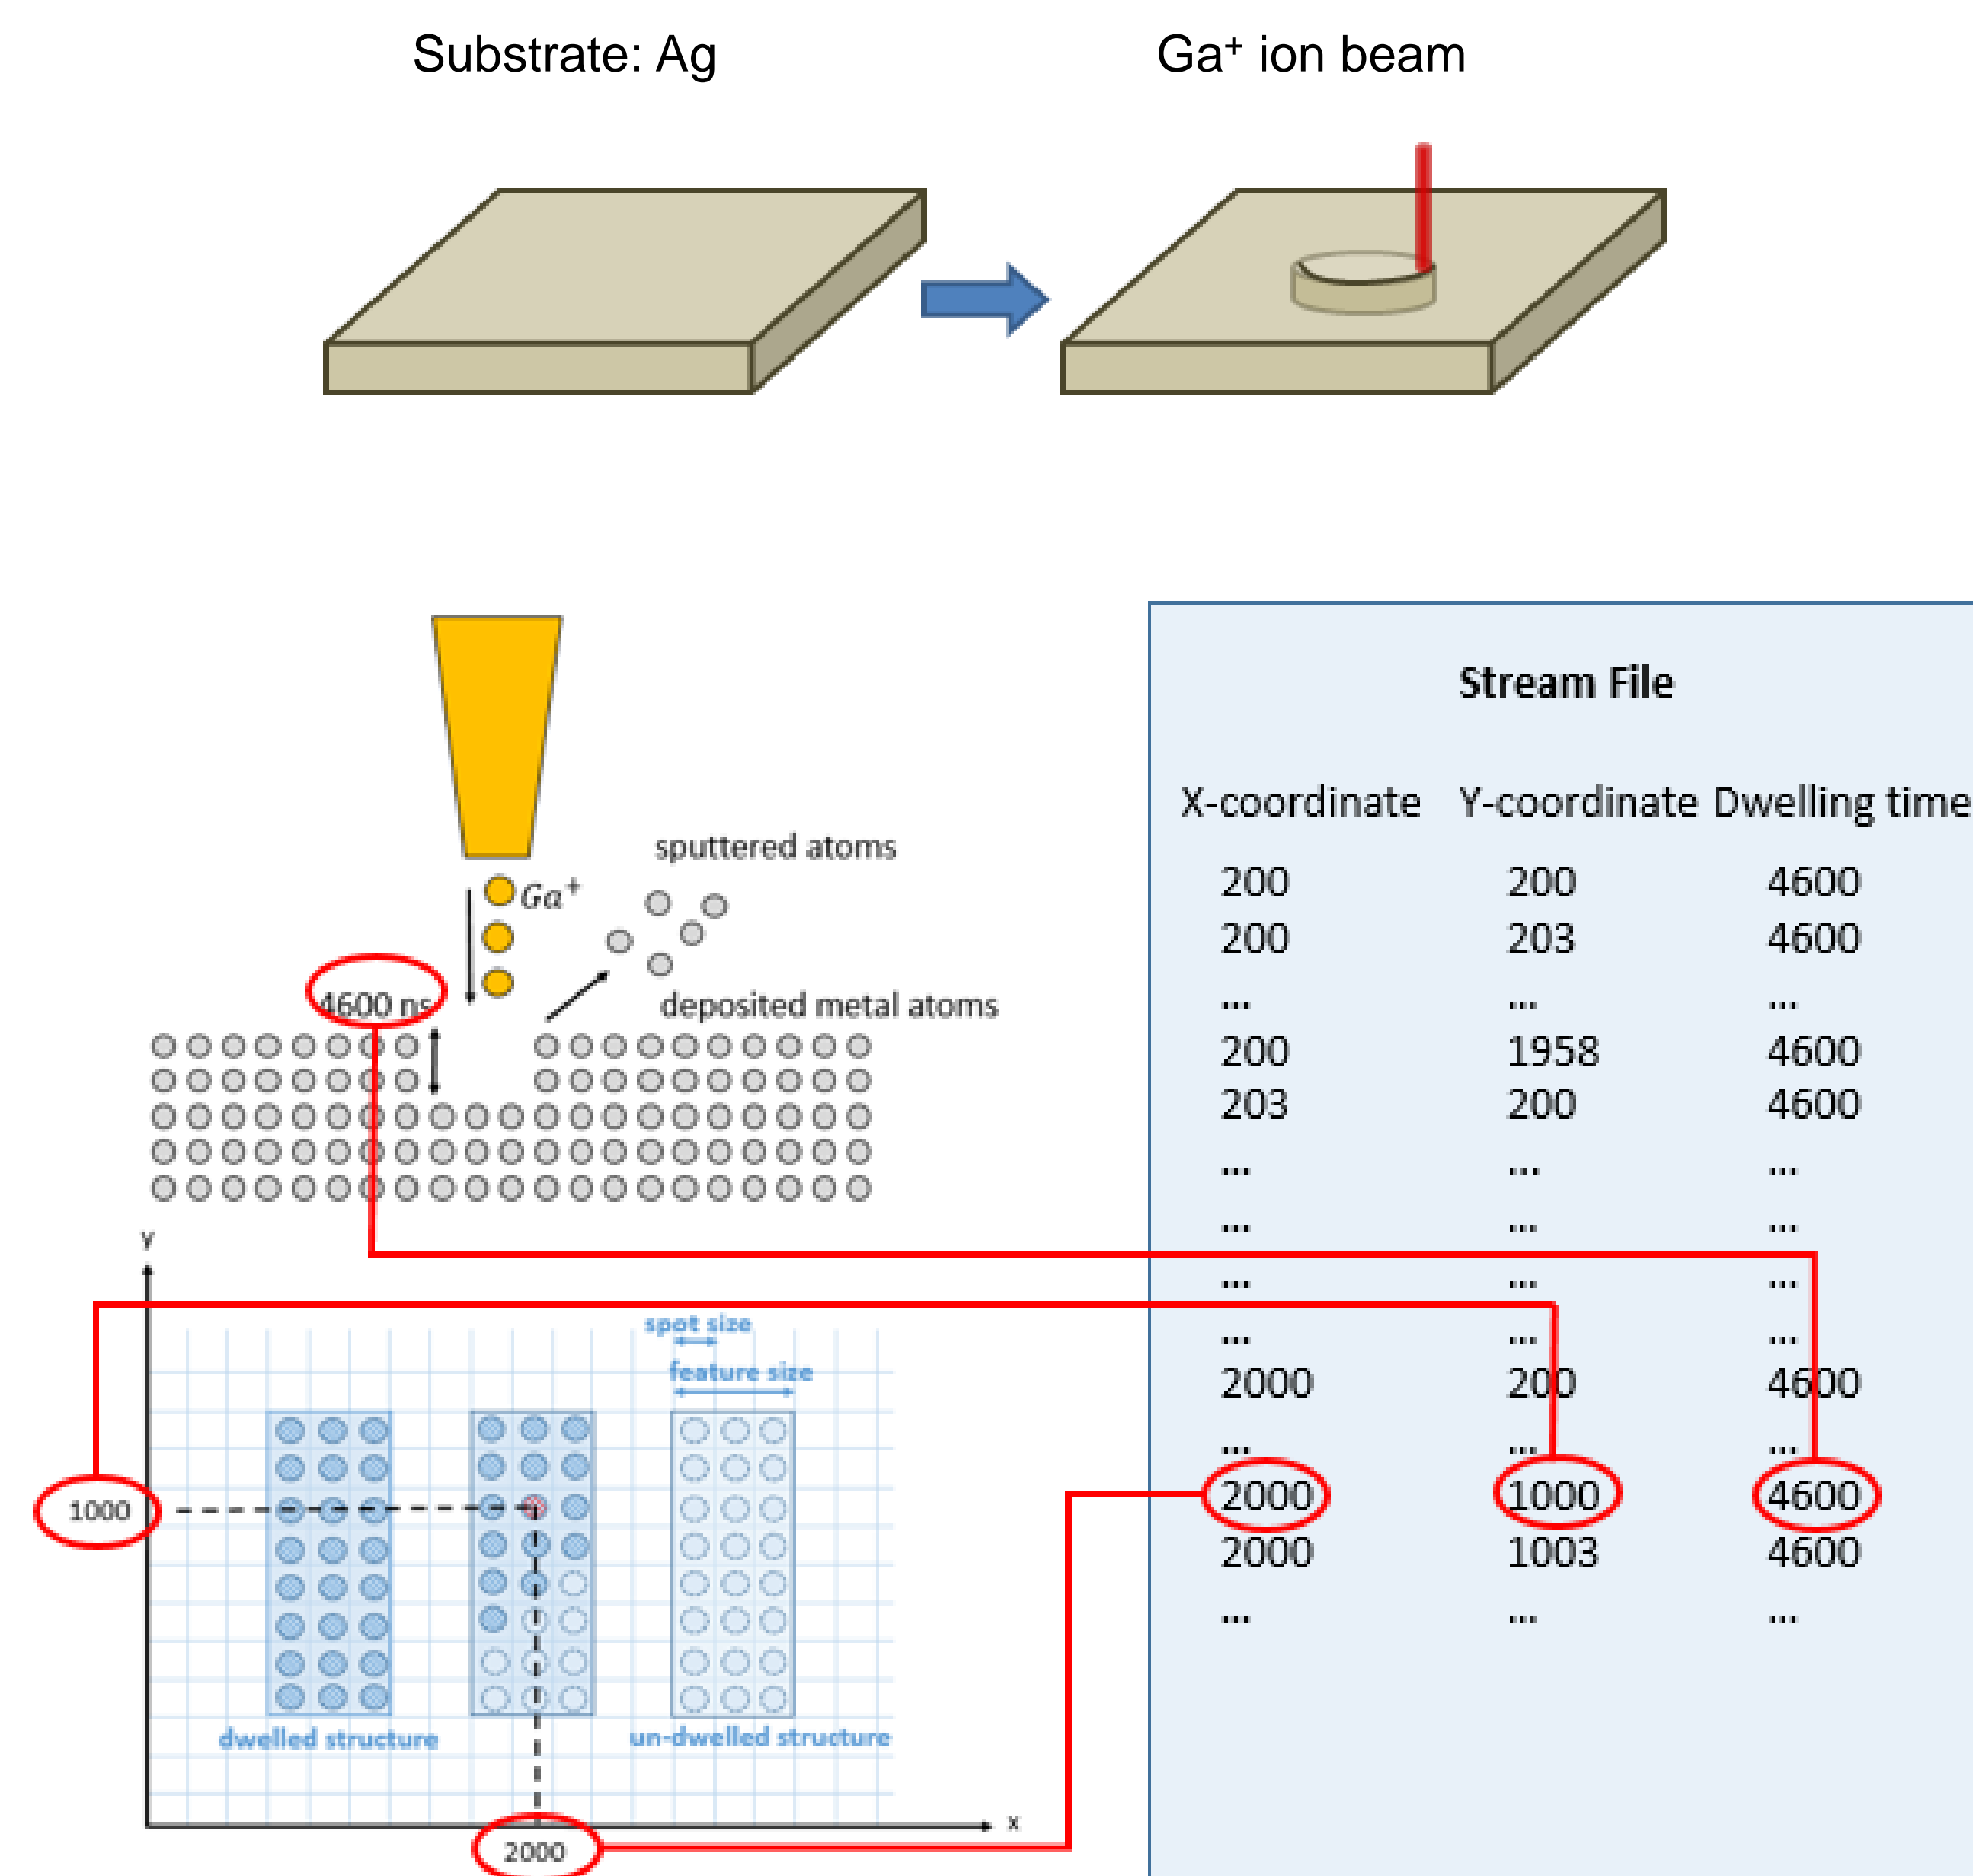 Substrate: Ag
Ga⁺ ion beam
sputtered atoms
Ga⁺
4600 ns
deposited metal atoms
y
spot size
feature size
1000
dwelled structure
un-dwelled structure
x
2000
Stream File
X-coordinate Y-coordinate Dwelling time
200 200 4600
200 203 4600
... ... ...
200 1958 4600
203 200 4600
... ... ...
... ... ...
... ... ...
... ... ...
2000 200 4600
... ... ...
2000 1000 4600
2000 1003 4600
... ... ...